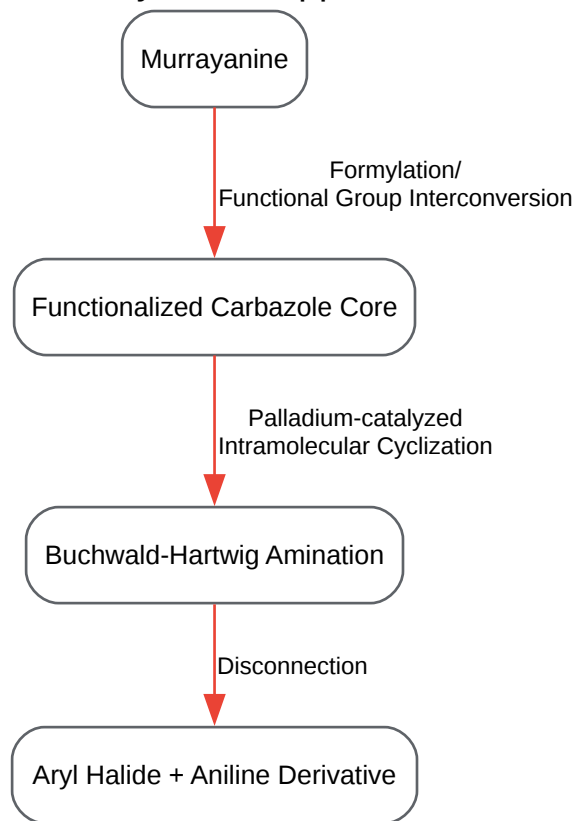 Murrayanine
Formylation/
Functional Group Interconversion
Functionalized Carbazole Core
Palladium-catalyzed
Intramolecular Cyclization
Buchwald-Hartwig Amination
Disconnection
Aryl Halide + Aniline Derivative